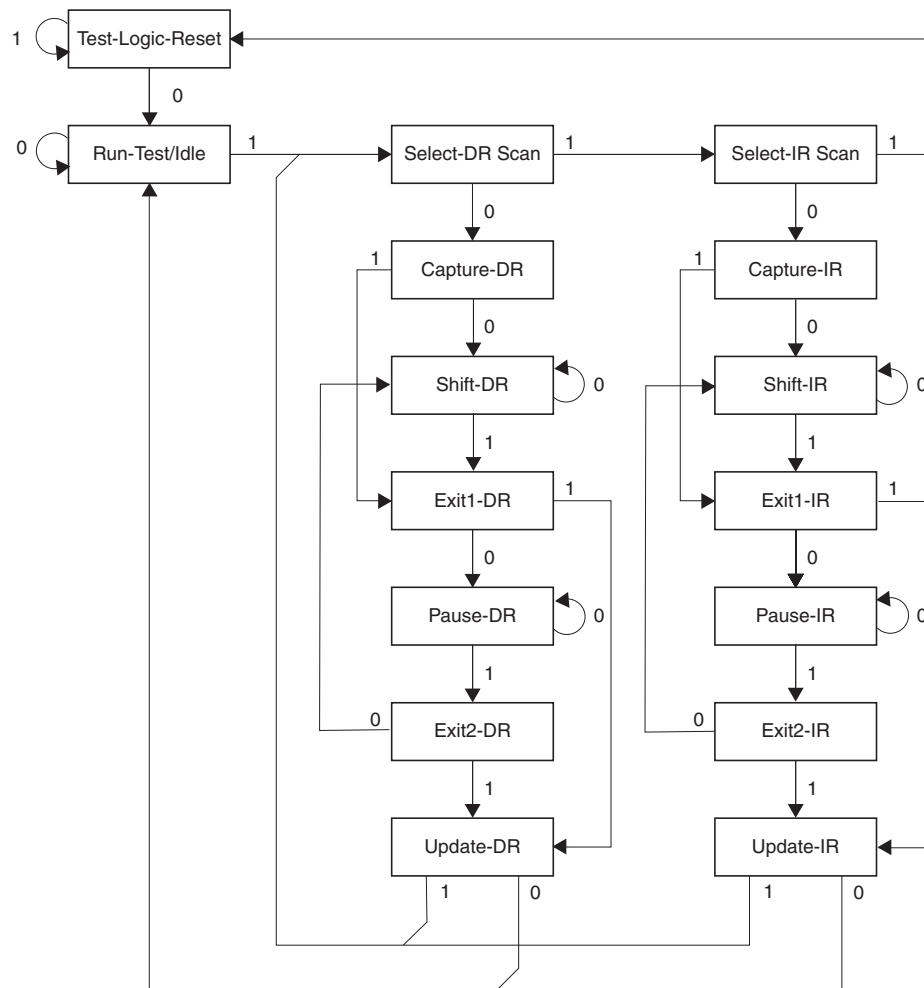 1
Test-Logic-Reset
0
0
Run-Test/Idle
1
Select-DR Scan
1
Select-IR Scan
1
0
0
1
Capture-DR
1
Capture-IR
0
0
Shift-DR
0
Shift-IR
0
1
1
Exit1-DR
1
Exit1-IR
1
0
0
Pause-DR
0
Pause-IR
0
1
1
0
Exit2-DR
0
Exit2-IR
1
1
Update-DR
Update-IR
1
0
1
0